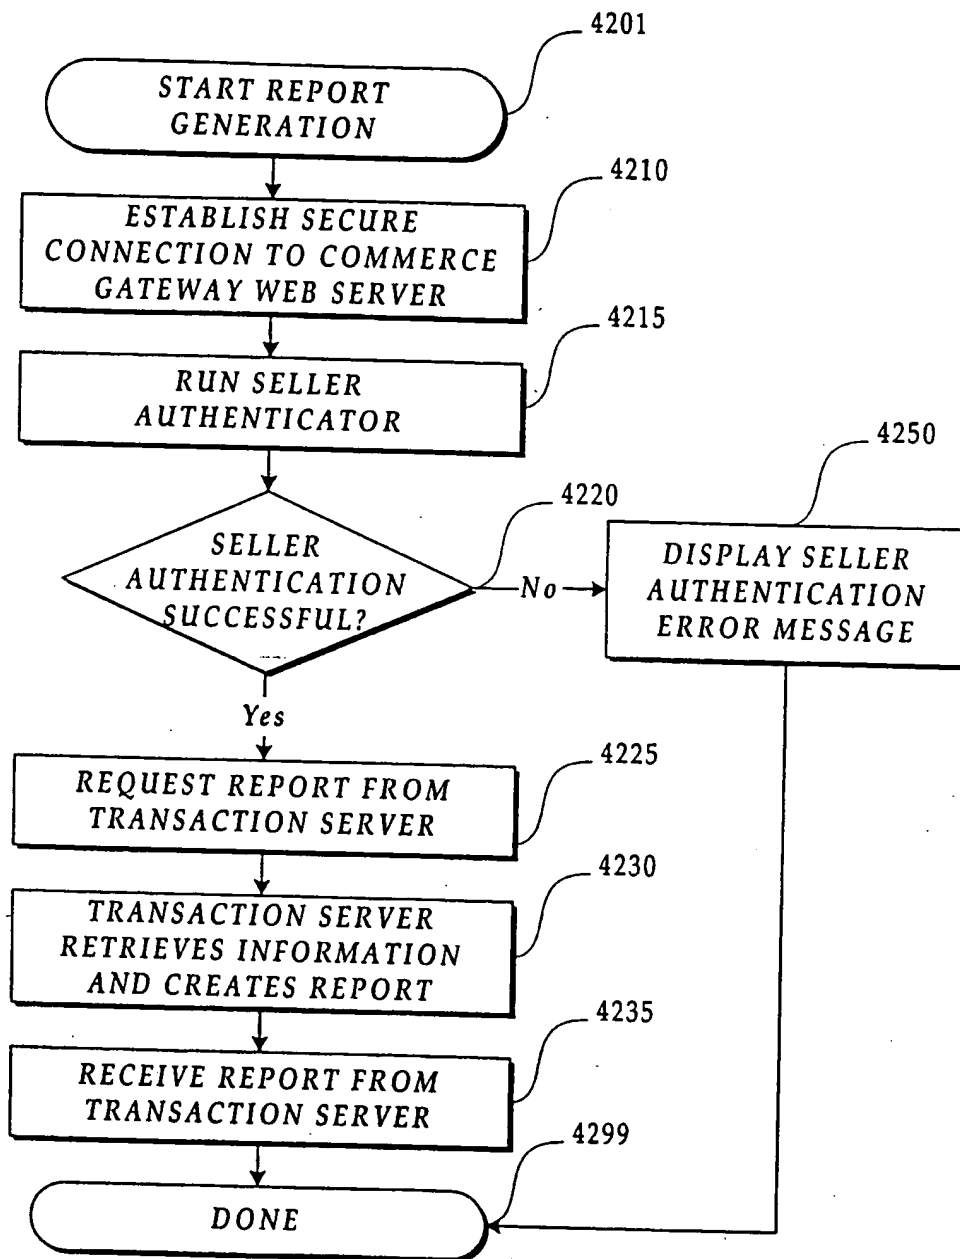 4201
START REPORT
GENERATION
4210
ESTABLISH SECURE
CONNECTION TO COMMERCE
GATEWAY WEB SERVER
4215
RUN SELLER
AUTHENTICATOR
4220
SELLER
AUTHENTICATION
SUCCESSFUL?
No
4250
DISPLAY SELLER
AUTHENTICATION
ERROR MESSAGE
Yes
4225
REQUEST REPORT FROM
TRANSACTION SERVER
4230
TRANSACTION SERVER
RETRIEVES INFORMATION
AND CREATES REPORT
4235
RECEIVE REPORT FROM
TRANSACTION SERVER
4299
DONE